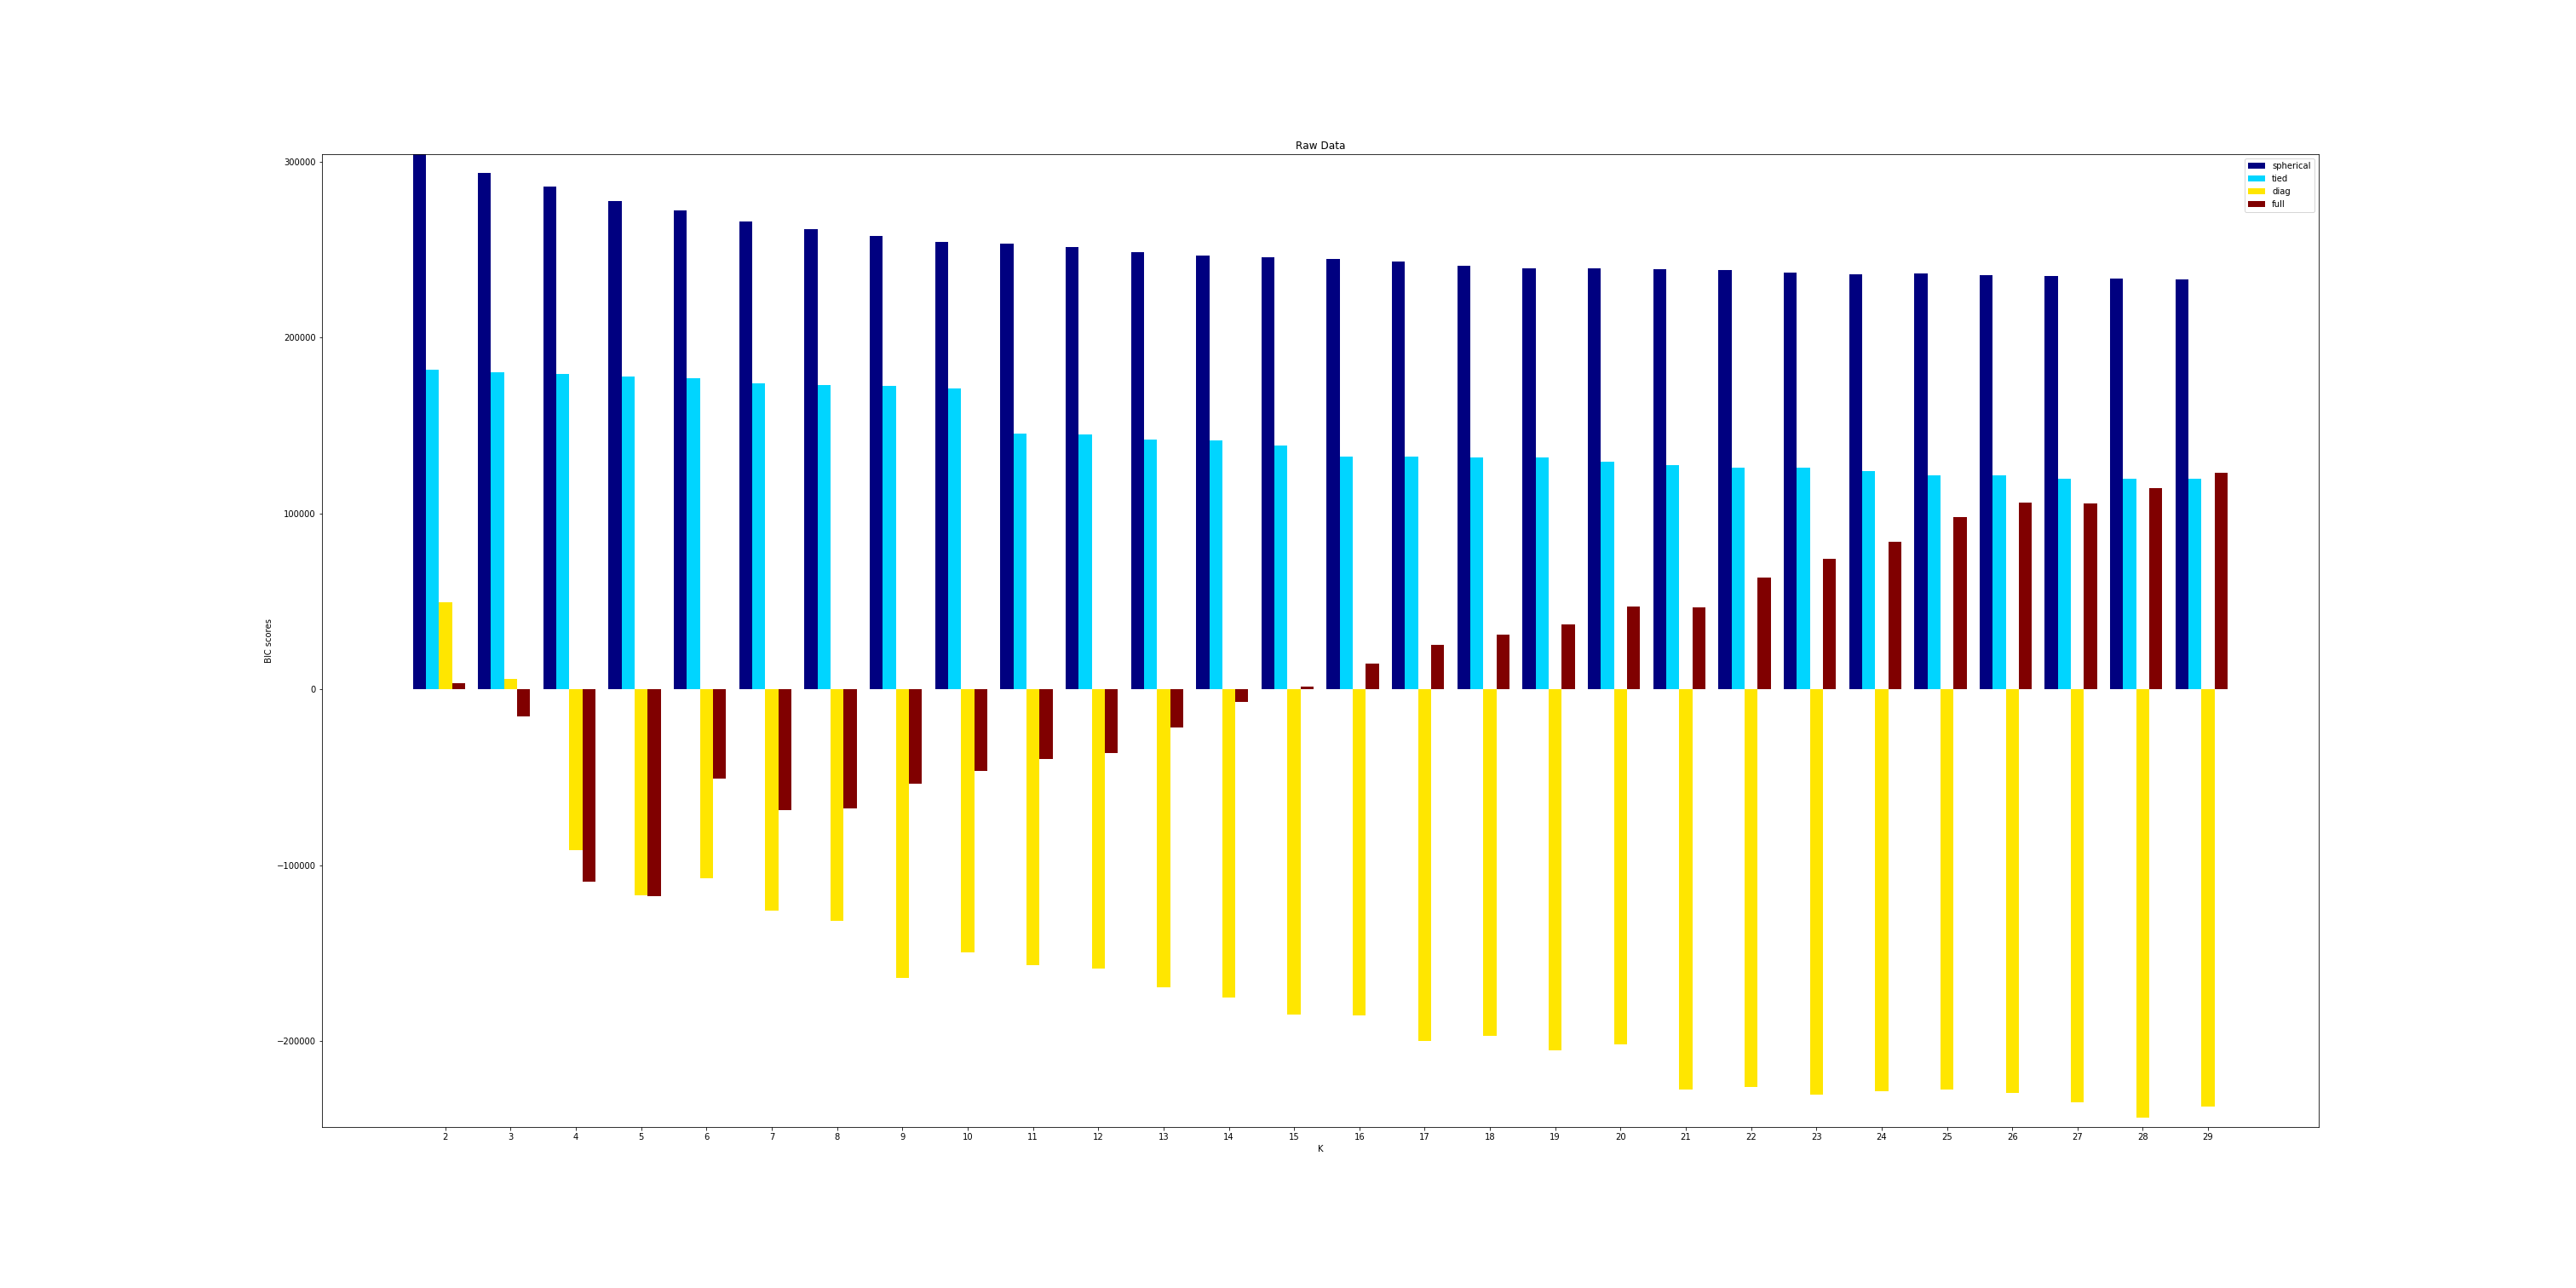 Raw Data
spherical
tied
diag
full
300000
200000
100000
0
−100000
−200000
BIC scores
2 3 4 5 6 7 8 9 10 11 12 13 14 15 16 17 18 19 20 21 22 23 24 25 26 27 28 29
K